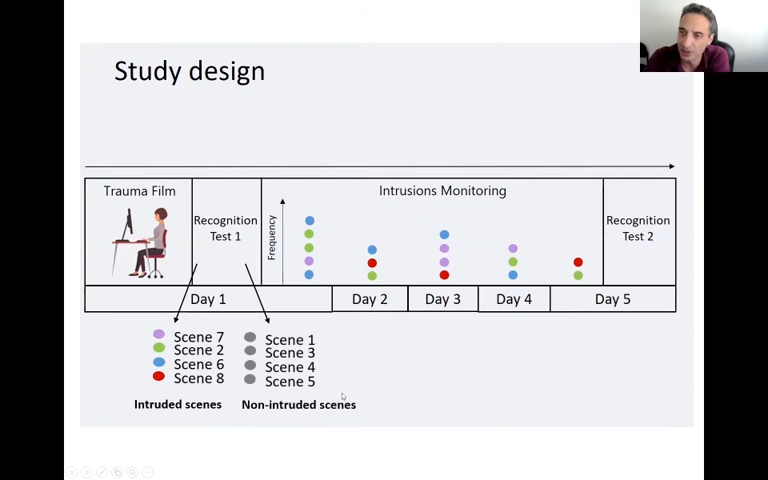 Study design
Trauma Film
Recognition
Test 1
Intrusions Monitoring
Frequency
Recognition
Test 2
Day 1
Day 2
Day 3
Day 4
Day 5
Scene 7
Scene 2
Scene 6
Scene 8
Scene 1
Scene 3
Scene 4
Scene 5
Intruded scenes
Non-intruded scenes